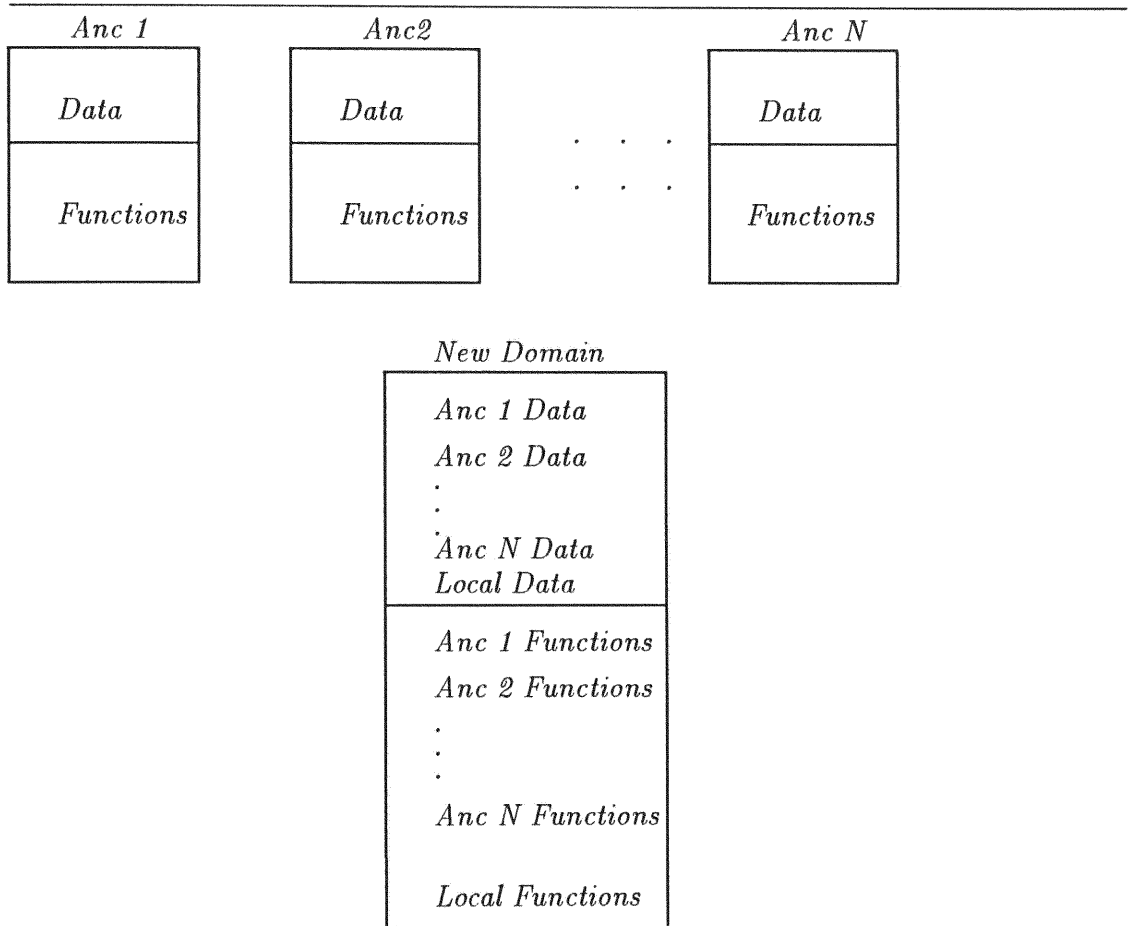 Anc 1 Anc2 Anc N
Data Data Data
. . .
. . .
Functions Functions Functions
New Domain
Anc 1 Data
Anc 2 Data
.
.
.
Anc N Data
Local Data
Anc 1 Functions
Anc 2 Functions
.
.
.
Anc N Functions
Local Functions